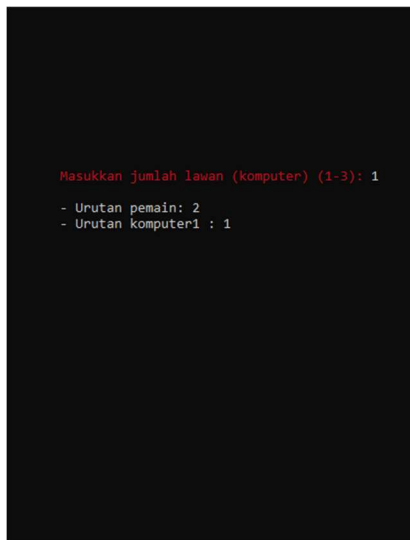 Masukkan jumlah lawan (komputer) (1-3): 1
- Urutan pemain: 2
- Urutan komputer1 : 1